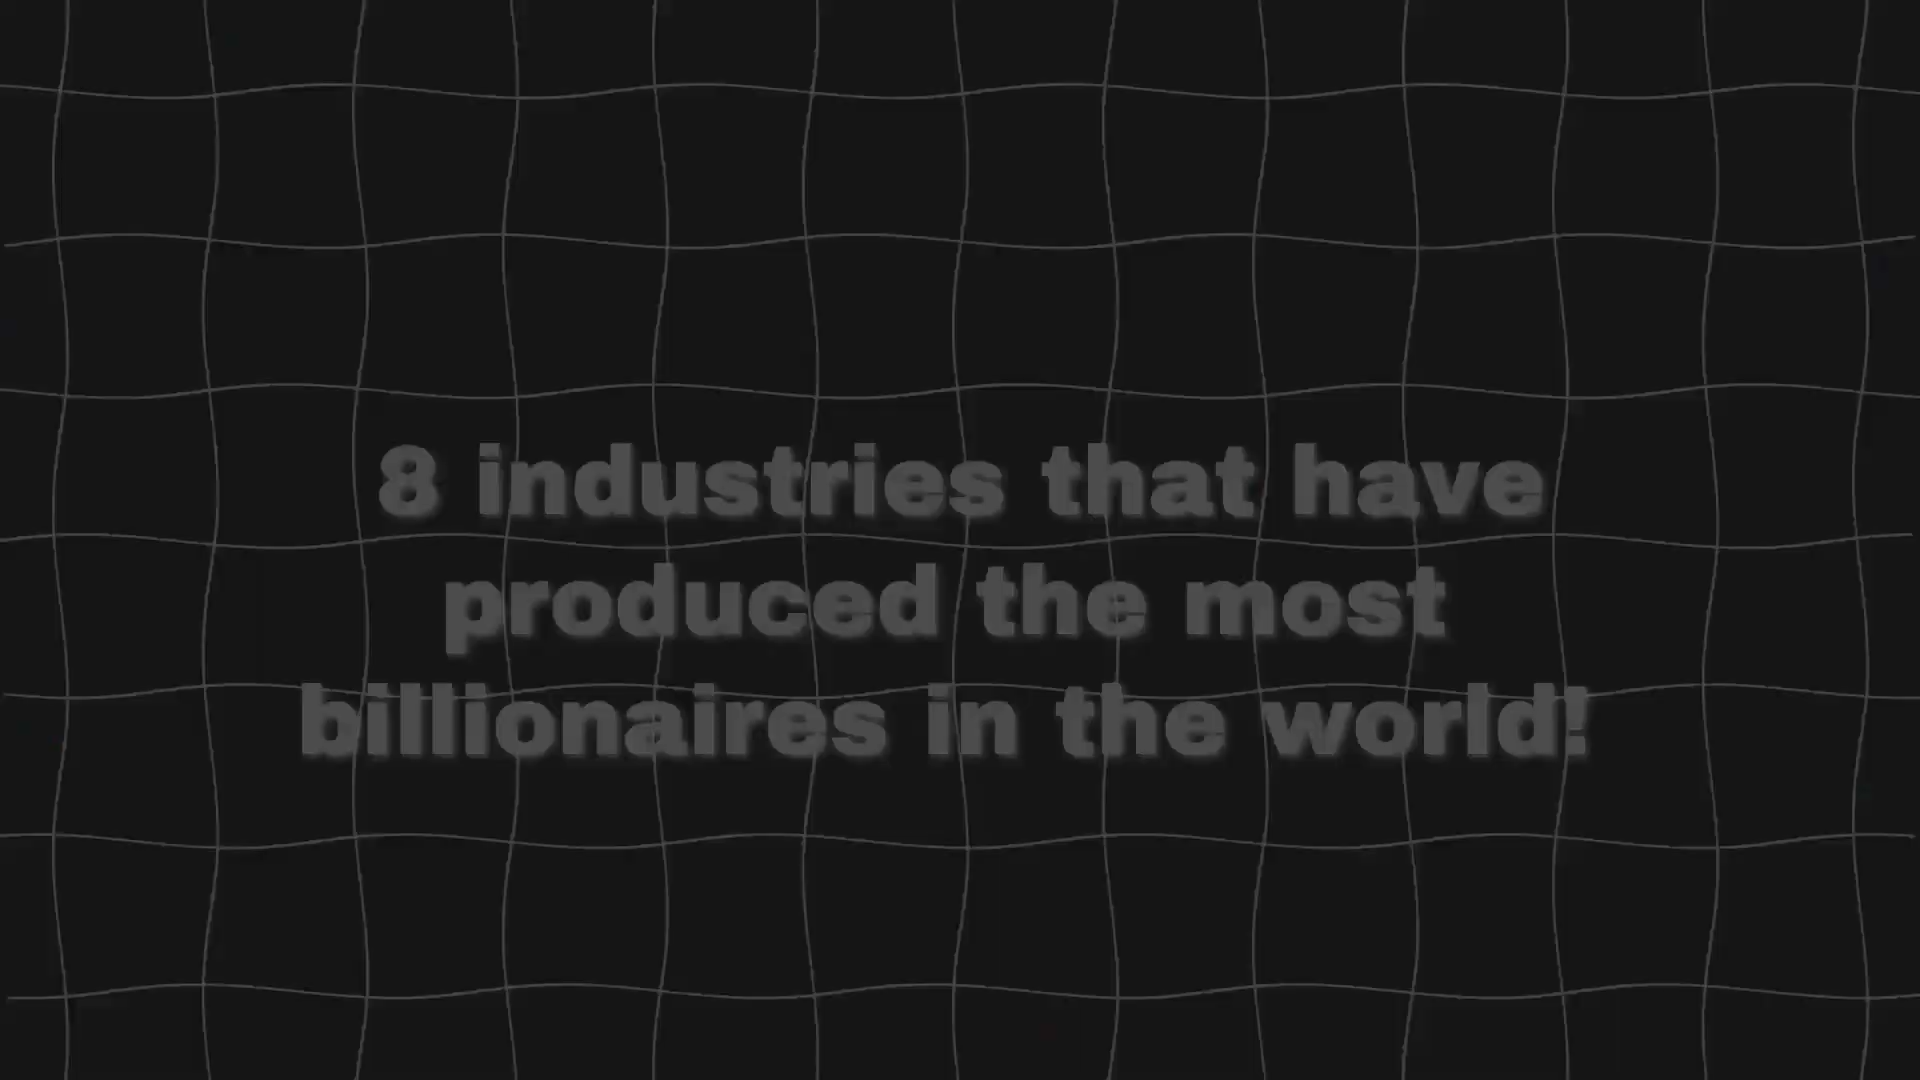 8 industries that have
produced the most
billionaires in the world!